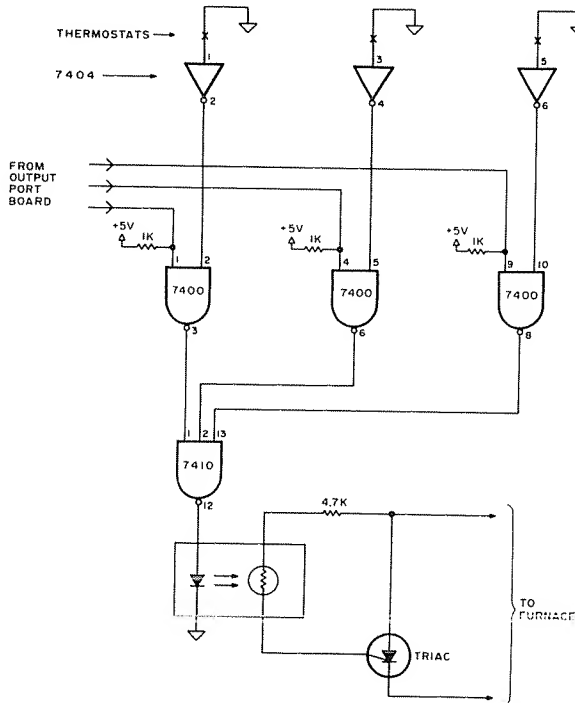 THERMOSTATS
1
3
5
7404
2
4
6
FROM
OUTPUT
PORT
BOARD
+5V
1K
1
2
+5V
1K
4
5
+5V
1K
9
10
7400
7400
7400
3
6
8
1
2
13
7410
12
4.7K
TO
FURNACE
TRIAC